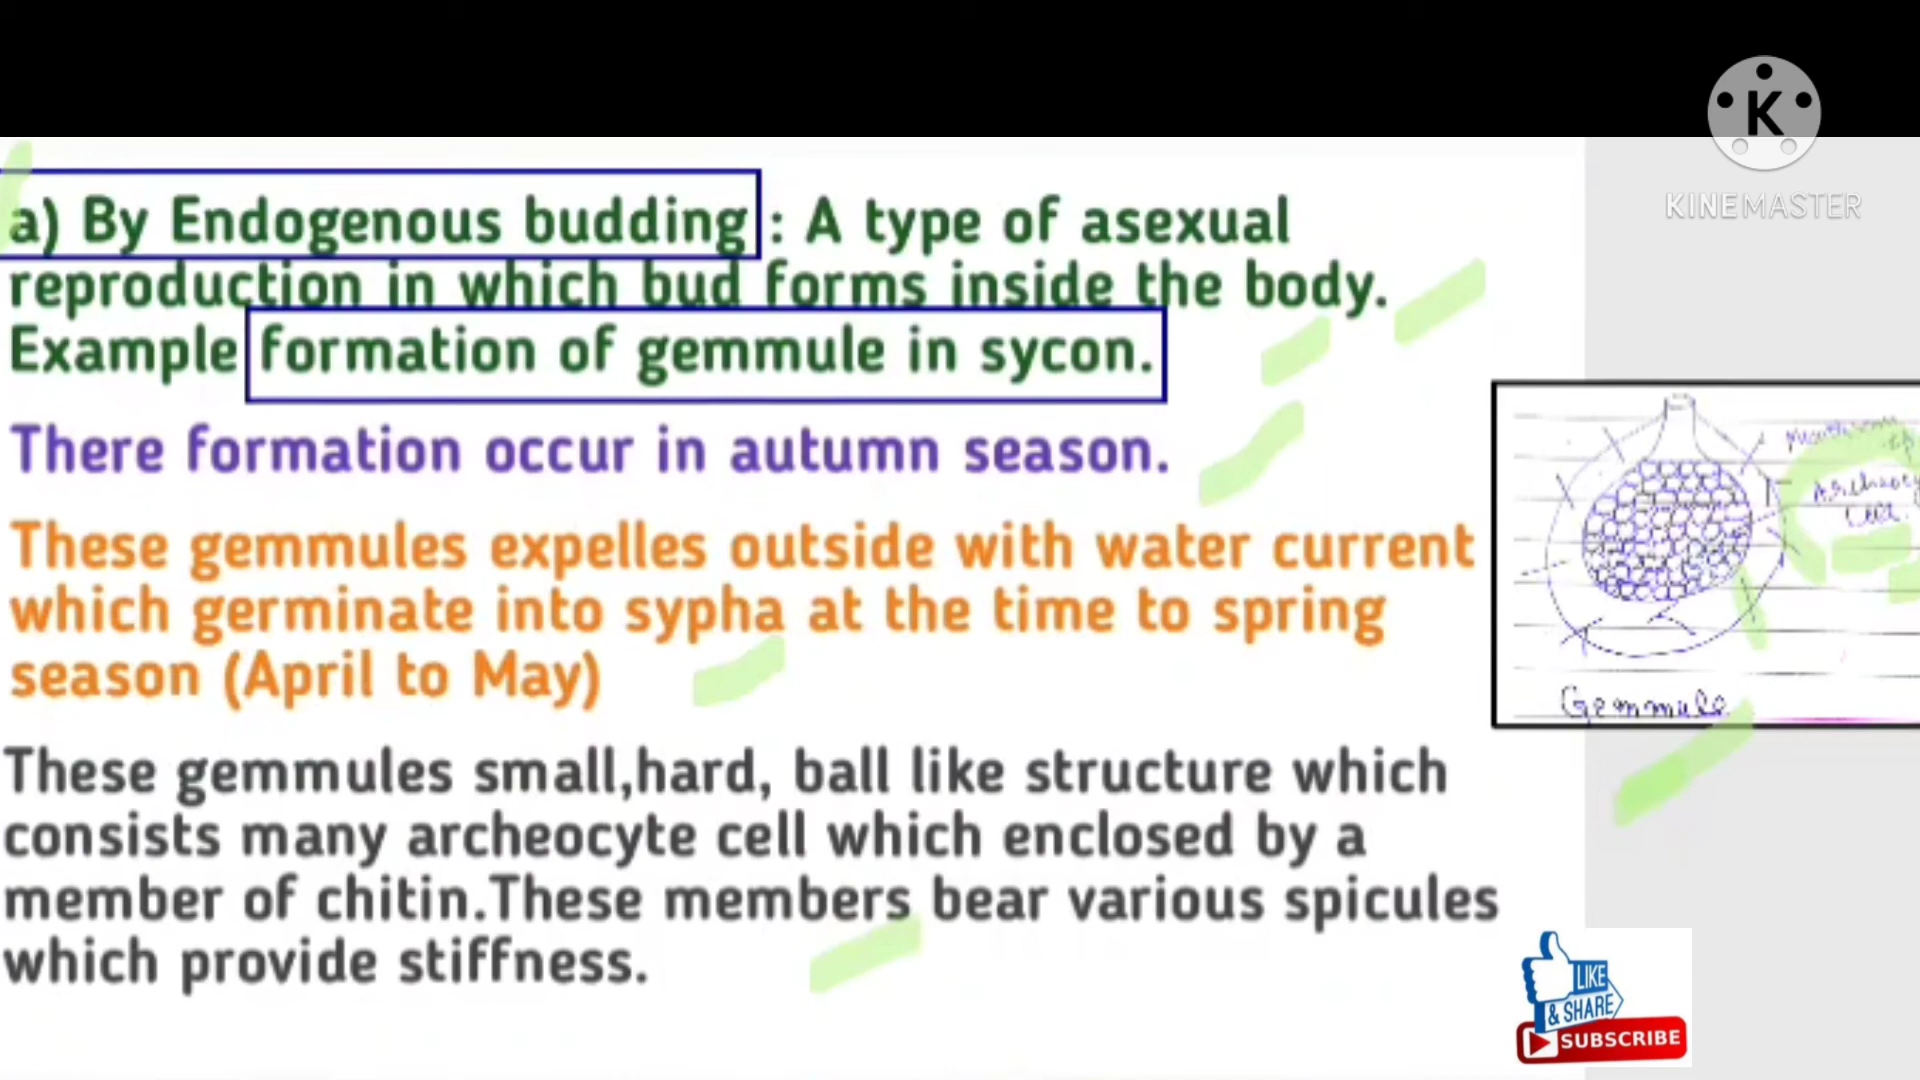 KINEMASTER
a) By Endogenous budding : A type of asexual
reproduction in which bud forms inside the body.
Example formation of gemmule in sycon.
There formation occur in autumn season.
These gemmules expelles outside with water current
which germinate into sypha at the time to spring
season (April to May)
Gemmule
These gemmules small,hard, ball like structure which
consists many archeocyte cell which enclosed by a
member of chitin.These members bear various spicules
which provide stiffness.
LIKE
& SHARE
SUBSCRIBE